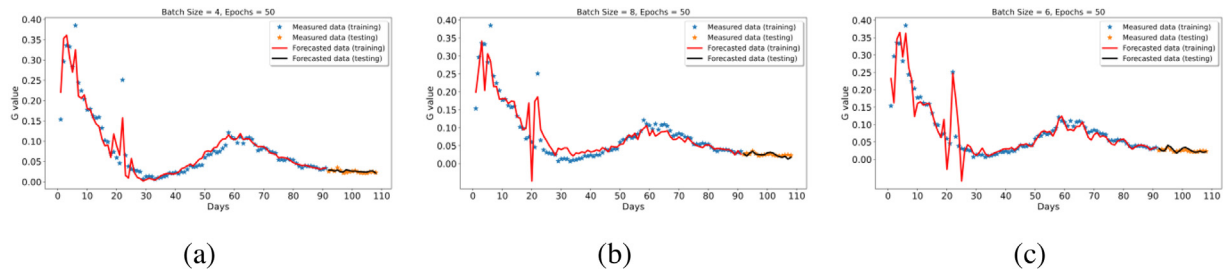 Batch Size = 4, Epochs = 50
Measured data (training)
Measured data (testing)
Forecasted data (training)
Forecasted data (testing)
G value
0.40
0.35
0.30
0.25
0.20
0.15
0.10
0.05
0.00
0 10 20 30 40 50 60 70 80 90 100 110
Days
(a)
Batch Size = 8, Epochs = 50
Measured data (training)
Measured data (testing)
Forecasted data (training)
Forecasted data (testing)
G value
0.40
0.35
0.30
0.25
0.20
0.15
0.10
0.05
0.00
0 10 20 30 40 50 60 70 80 90 100 110
Days
(b)
Batch Size = 6, Epochs = 50
Measured data (training)
Measured data (testing)
Forecasted data (training)
Forecasted data (testing)
G value
0.40
0.35
0.30
0.25
0.20
0.15
0.10
0.05
0.00
0 10 20 30 40 50 60 70 80 90 100 110
Days
(c)